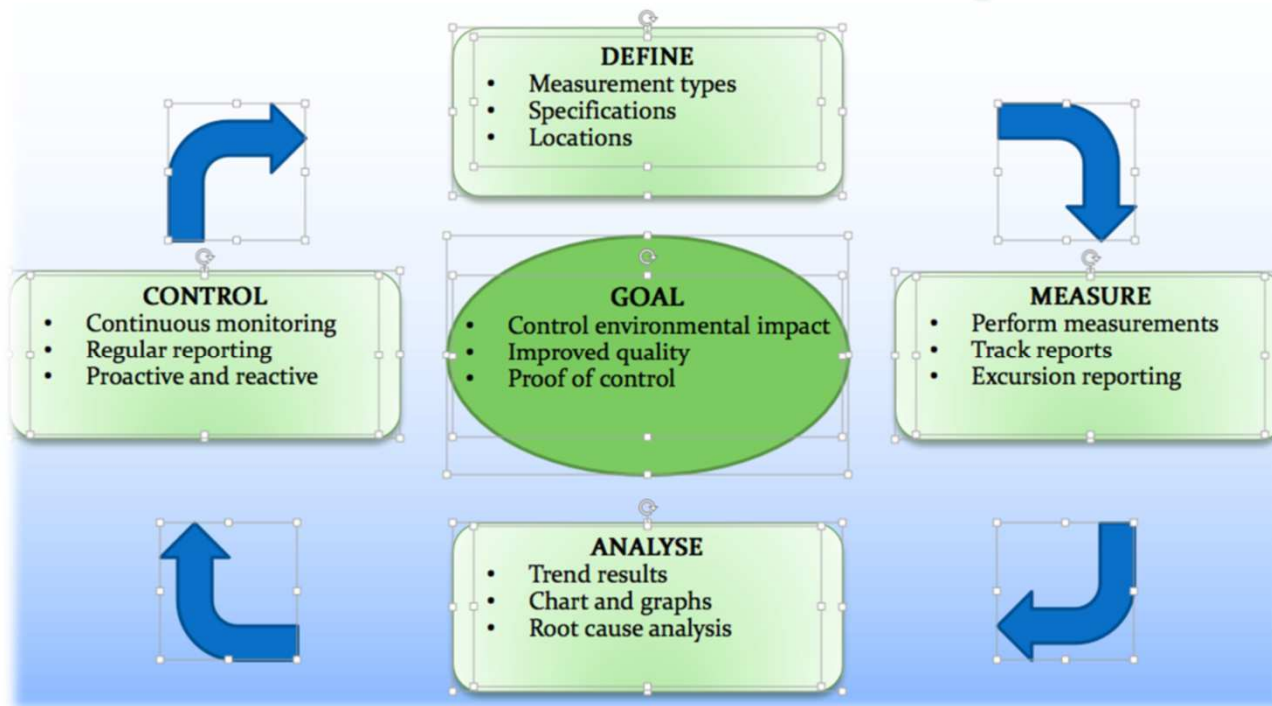 DEFINE
• Measurement types
• Specifications
• Locations
CONTROL
• Continuous monitoring
• Regular reporting
• Proactive and reactive
GOAL
• Control environmental impact
• Improved quality
• Proof of control
MEASURE
• Perform measurements
• Track reports
• Excursion reporting
ANALYSE
• Trend results
• Chart and graphs
• Root cause analysis